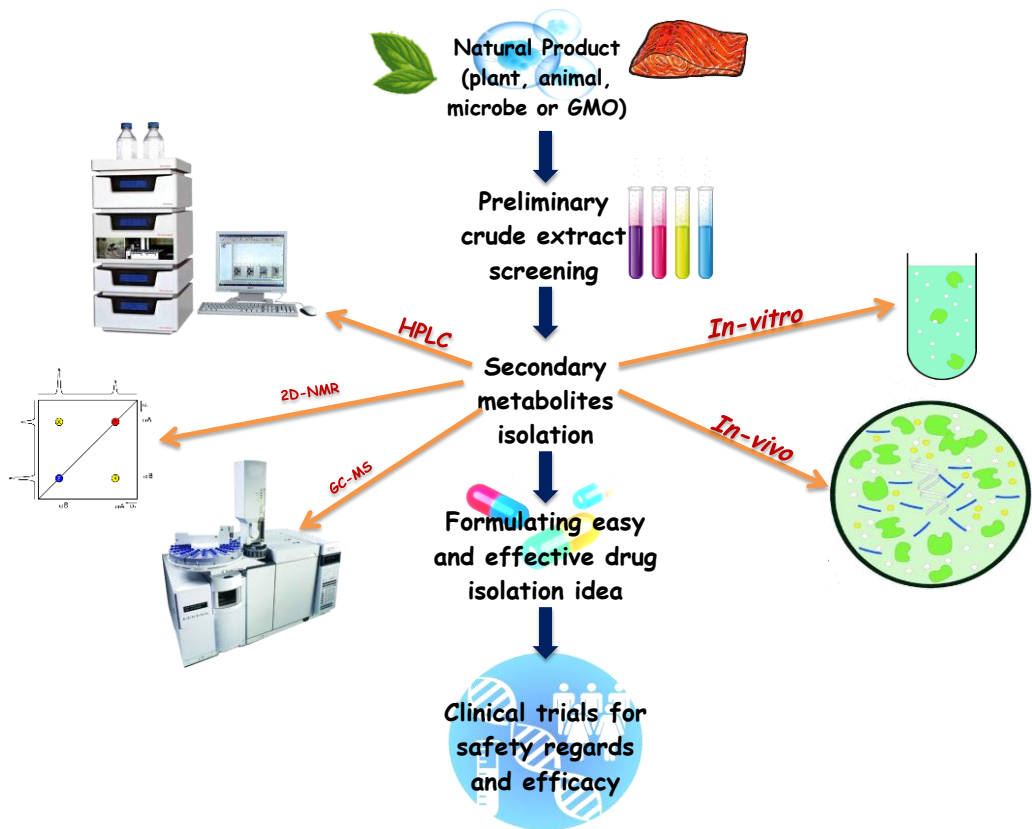 Natural Product
(plant, animal,
microbe or GMO)
Preliminary
crude extract
screening
HPLC
In-vitro
Secondary
metabolites
isolation
2D-NMR
In-vivo
GC-MS
Formulating easy
and effective drug
isolation idea
Clinical trials for
safety regards
and efficacy